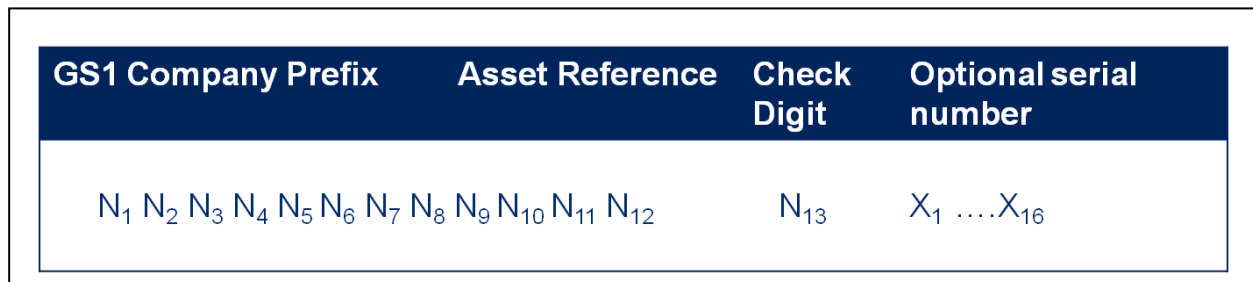 GS1 Company Prefix Asset Reference Check Digit Optional serial number
N₁ N₂ N₃ N₄ N₅ N₆ N₇ N₈ N₉ N₁₀ N₁₁ N₁₂ N₁₃ X₁ ....X₁₆